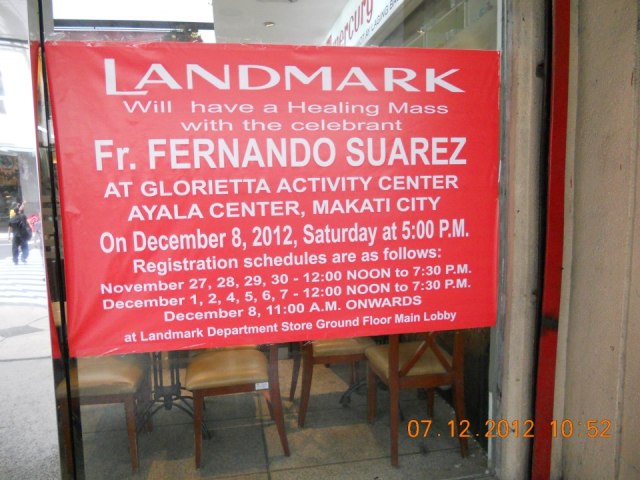 mercury
LANDMARK
Will have a Healing Mass
with the celebrant
Fr. FERNANDO SUAREZ
AT GLORIETTA ACTIVITY CENTER
AYALA CENTER, MAKATI CITY
On December 8, 2012, Saturday at 5:00 P.M.
Registration schedules are as follows:
November 27, 28, 29, 30 - 12:00 NOON to 7:30 P.M.
December 1, 2, 4, 5, 6, 7 - 12:00 NOON to 7:30 P.M.
December 8, 11:00 A.M. ONWARDS
at Landmark Department Store Ground Floor Main Lobby
07.12.2012 10:52